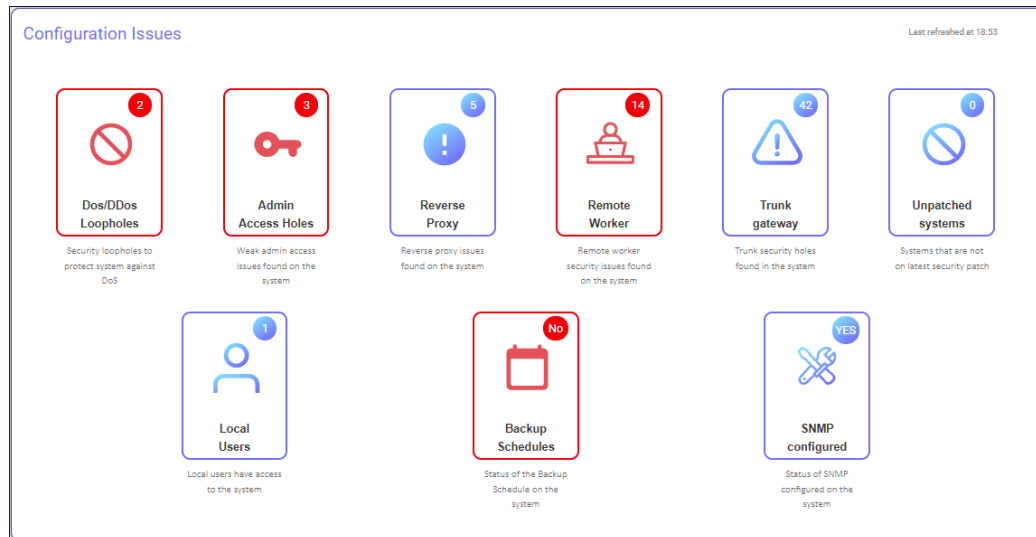 Configuration Issues
Last refreshed at 18:53
2
Dos/DDos
Loopholes
Security loopholes to
protect system against
DoS
3
Admin
Access Holes
Weak admin access
issues found on the
system
5
Reverse
Proxy
Reverse proxy issues
found on the system
14
Remote
Worker
Remote worker
security issues found
on the system
42
Trunk
gateway
Trunk security holes
found in the system
0
Unpatched
systems
Systems that are not
on latest security patch
1
Local
Users
Local users have access
to the system
No
Backup
Schedules
Status of the Backup
Schedule on the
system
YES
SNMP
configured
Status of SNMP
configured on the
system